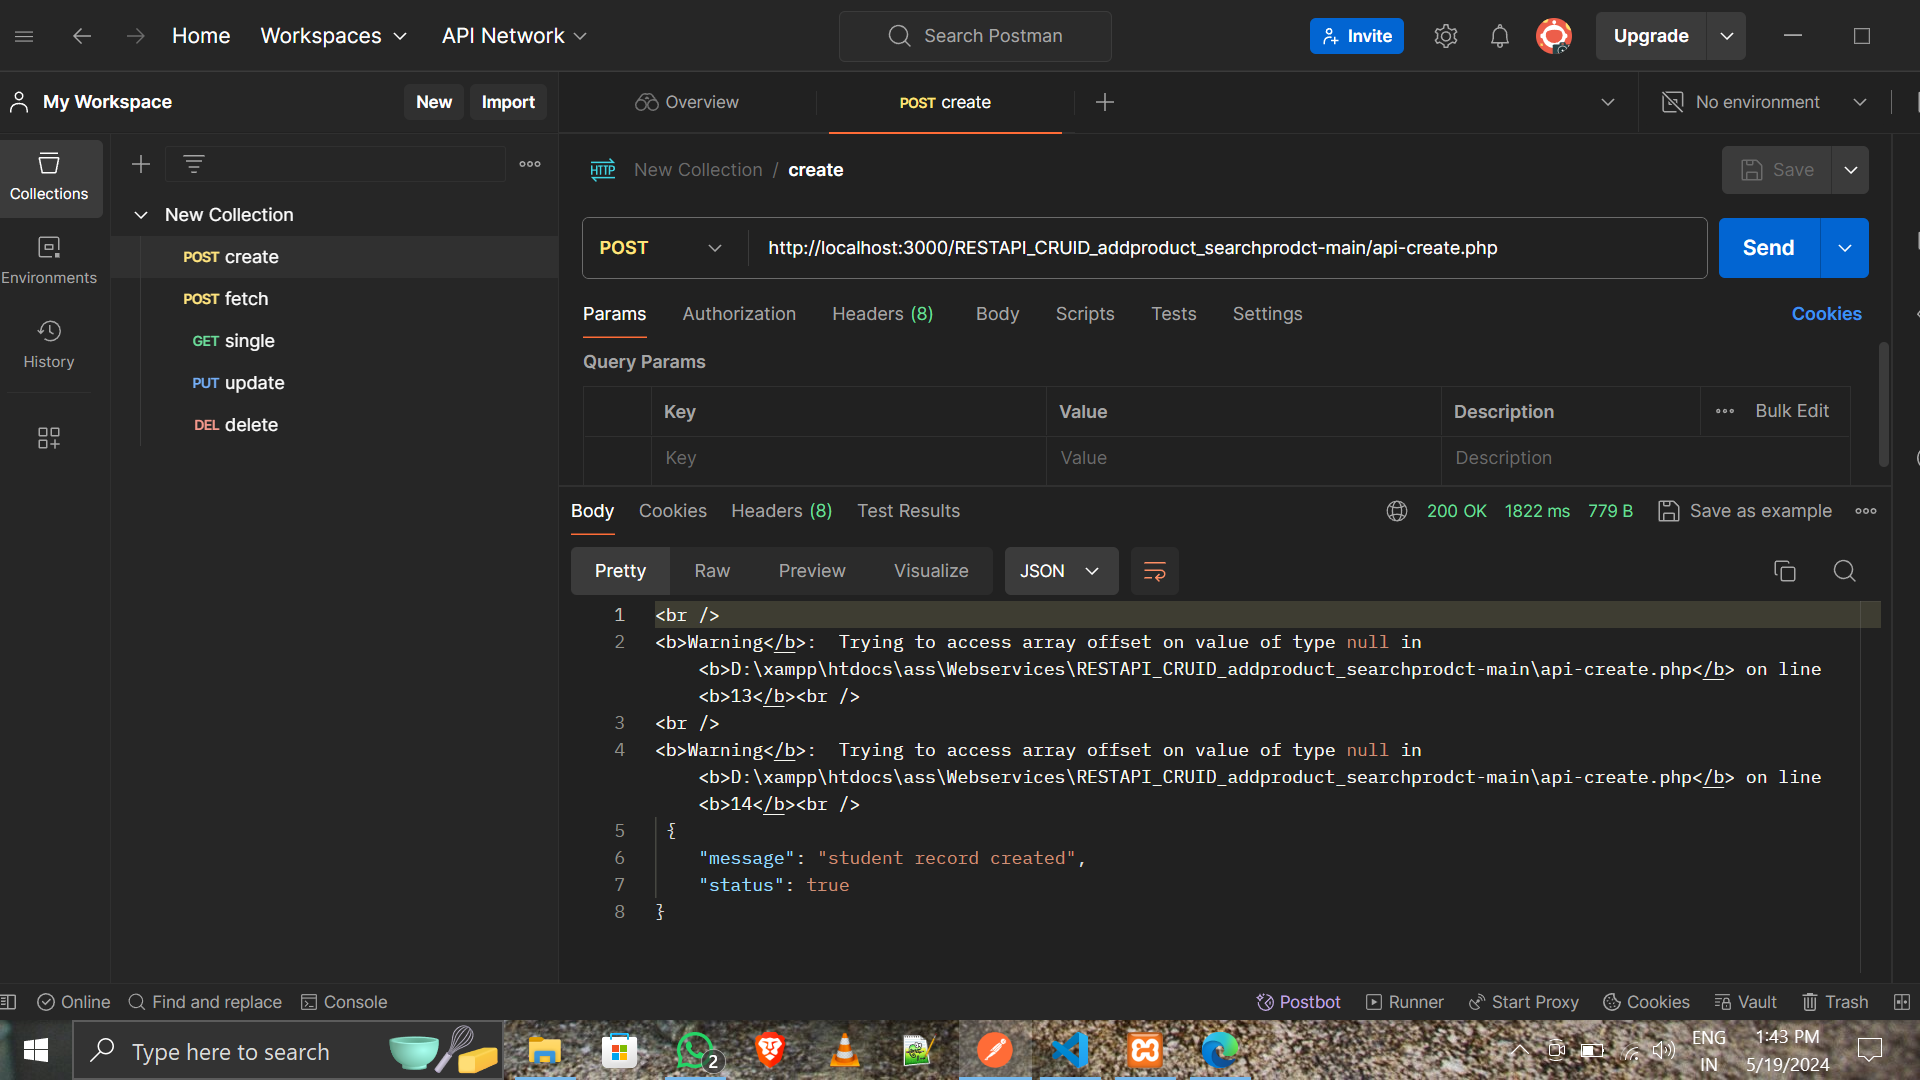 Home
Workspaces
API Network
Search Postman
Invite
Upgrade
My Workspace
New
Import
Overview
POST create
No environment
Collections
Environments
History
New Collection
POST create
POST fetch
GET single
PUT update
DEL delete
HTTP
New Collection / create
Save
POST
http://localhost:3000/RESTAPI_CRUID_addproduct_searchprodct-main/api-create.php
Send
Params
Authorization
Headers (8)
Body
Scripts
Tests
Settings
Cookies
Query Params
Key
Value
Description
Bulk Edit
Key
Value
Description
Body
Cookies
Headers (8)
Test Results
200 OK
1822 ms
779 B
Save as example
Pretty
Raw
Preview
Visualize
JSON
1 <br />
2 <b>Warning</b>:  Trying to access array offset on value of type null in
<b>D:\xampp\htdocs\ass\Webservices\RESTAPI_CRUID_addproduct_searchprodct-main\api-create.php</b> on line
<b>13</b><br />
3 <br />
4 <b>Warning</b>:  Trying to access array offset on value of type null in
<b>D:\xampp\htdocs\ass\Webservices\RESTAPI_CRUID_addproduct_searchprodct-main\api-create.php</b> on line
<b>14</b><br />
5 {
6 "message": "student record created",
7 "status": true
8 }
Online
Find and replace
Console
Postbot
Runner
Start Proxy
Cookies
Vault
Trash
Type here to search
2
ENG
IN
1:43 PM
5/19/2024